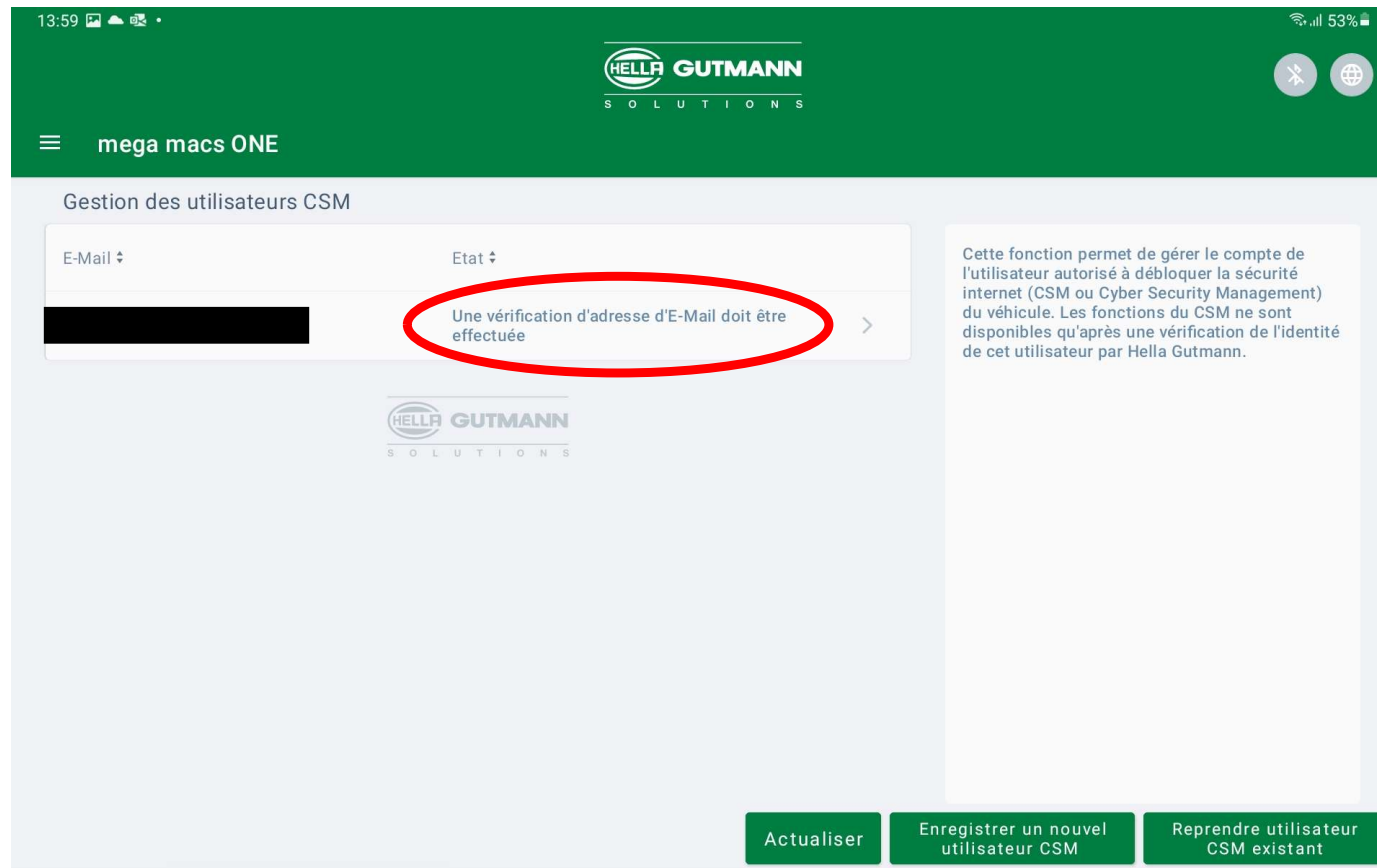 13:59
53%
HELLA GUTMANN
SOLUTIONS
mega macs ONE
Gestion des utilisateurs CSM
E-Mail
Etat
Une vérification d'adresse d'E-Mail doit être
effectuée
Cette fonction permet de gérer le compte de
l'utilisateur autorisé à débloquer la sécurité
internet (CSM ou Cyber Security Management)
du véhicule. Les fonctions du CSM ne sont
disponibles qu'après une vérification de l'identité
de cet utilisateur par Hella Gutmann.
HELLA GUTMANN
SOLUTIONS
Actualiser
Enregistrer un nouvel
utilisateur CSM
Reprendre utilisateur
CSM existant